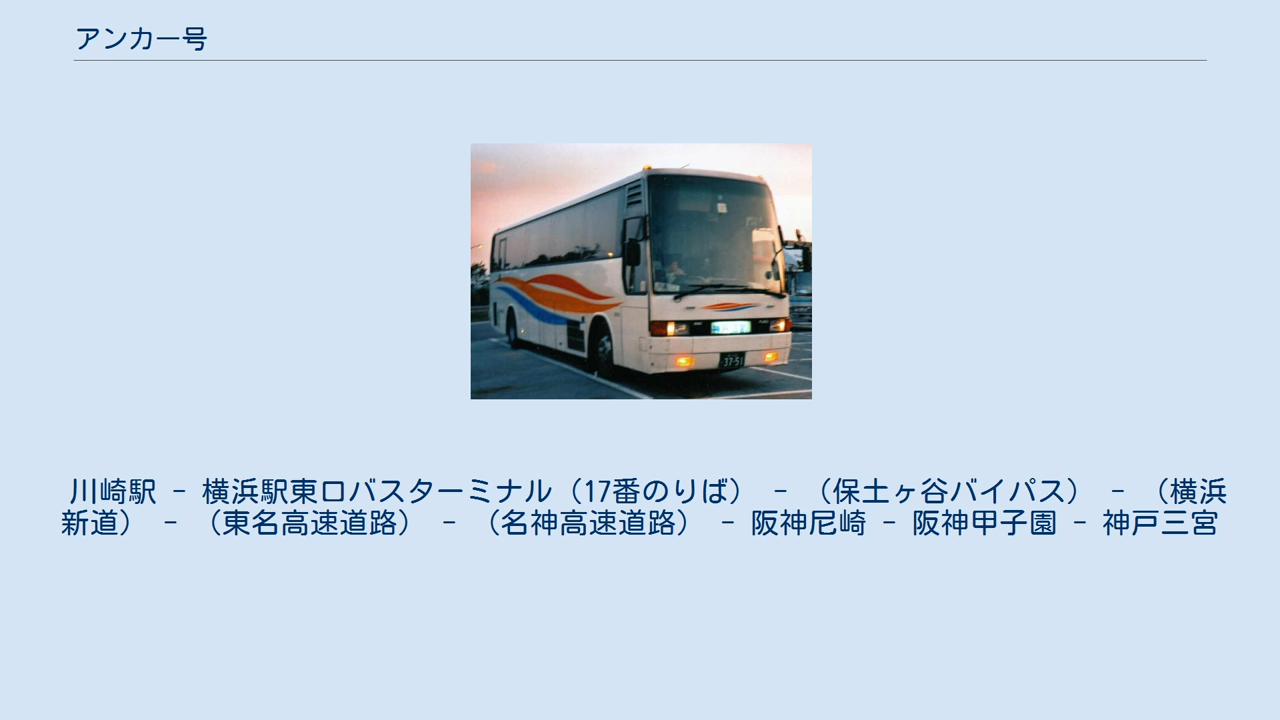 アンカー号
37-51
川崎駅 － 横浜駅東口バスターミナル（17番のりば） － （保土ヶ谷バイパス） － （横浜
新道） － （東名高速道路） － （名神高速道路） － 阪神尼崎 － 阪神甲子園 － 神戸三宮